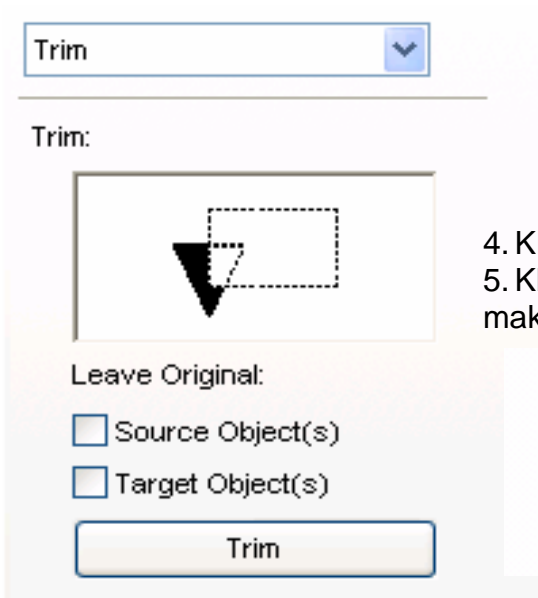 Trim
Trim:
4. K
5. Kl
mak
Leave Original:
Source Object(s)
Target Object(s)
Trim